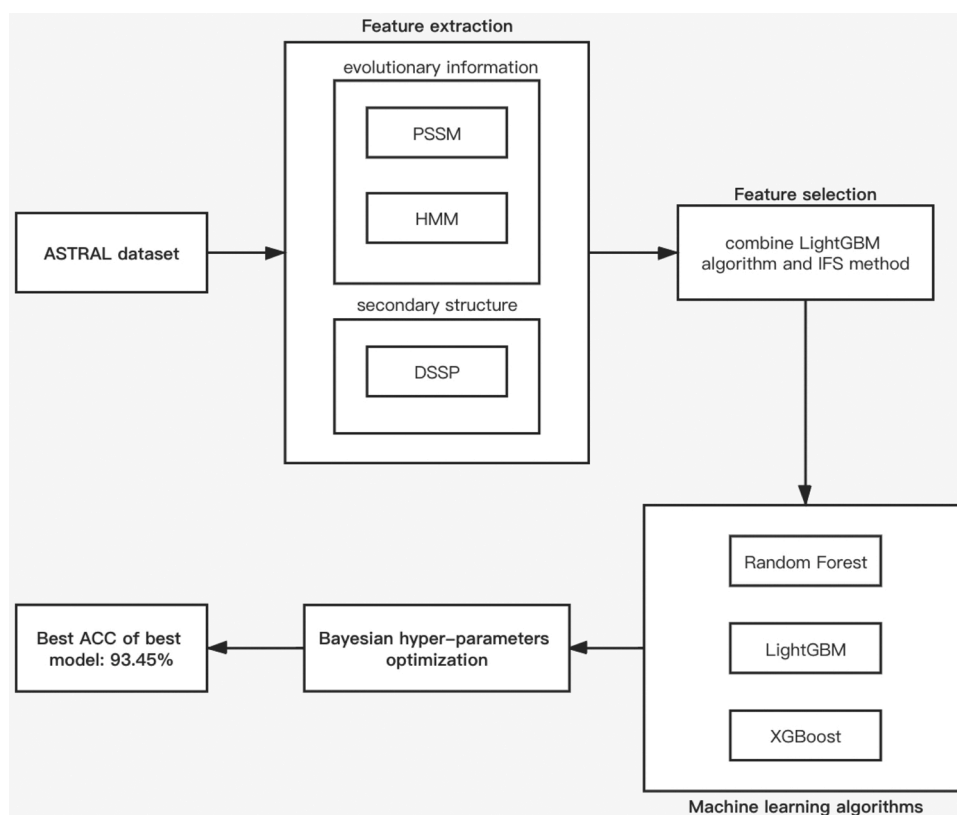 Feature extraction
evolutionary information
PSSM
HMM
secondary structure
DSSP
ASTRAL dataset
Feature selection
combine LightGBM
algorithm and IFS method
Random Forest
LightGBM
XGBoost
Machine learning algorithms
Bayesian hyper-parameters
optimization
Best ACC of best
model: 93.45%